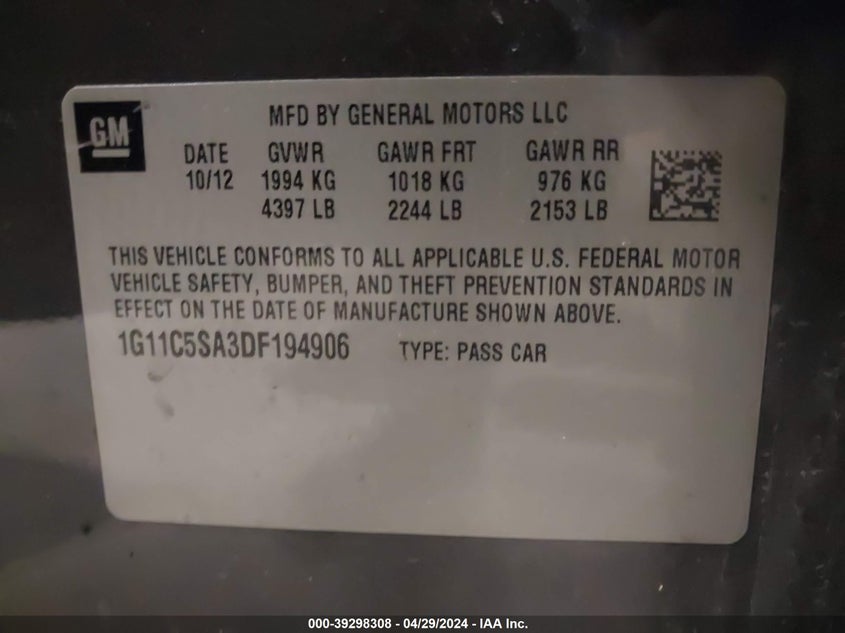 GM
MFD BY GENERAL MOTORS LLC
DATE GVWR GAWR FRT GAWR RR
10/12 1994 KG 1018 KG 976 KG
4397 LB 2244 LB 2153 LB
THIS VEHICLE CONFORMS TO ALL APPLICABLE U.S. FEDERAL MOTOR
VEHICLE SAFETY, BUMPER, AND THEFT PREVENTION STANDARDS IN
EFFECT ON THE DATE OF MANUFACTURE SHOWN ABOVE.
1G11C5SA3DF194906 TYPE: PASS CAR
000-39298308 - 04/29/2024 - IAA Inc.